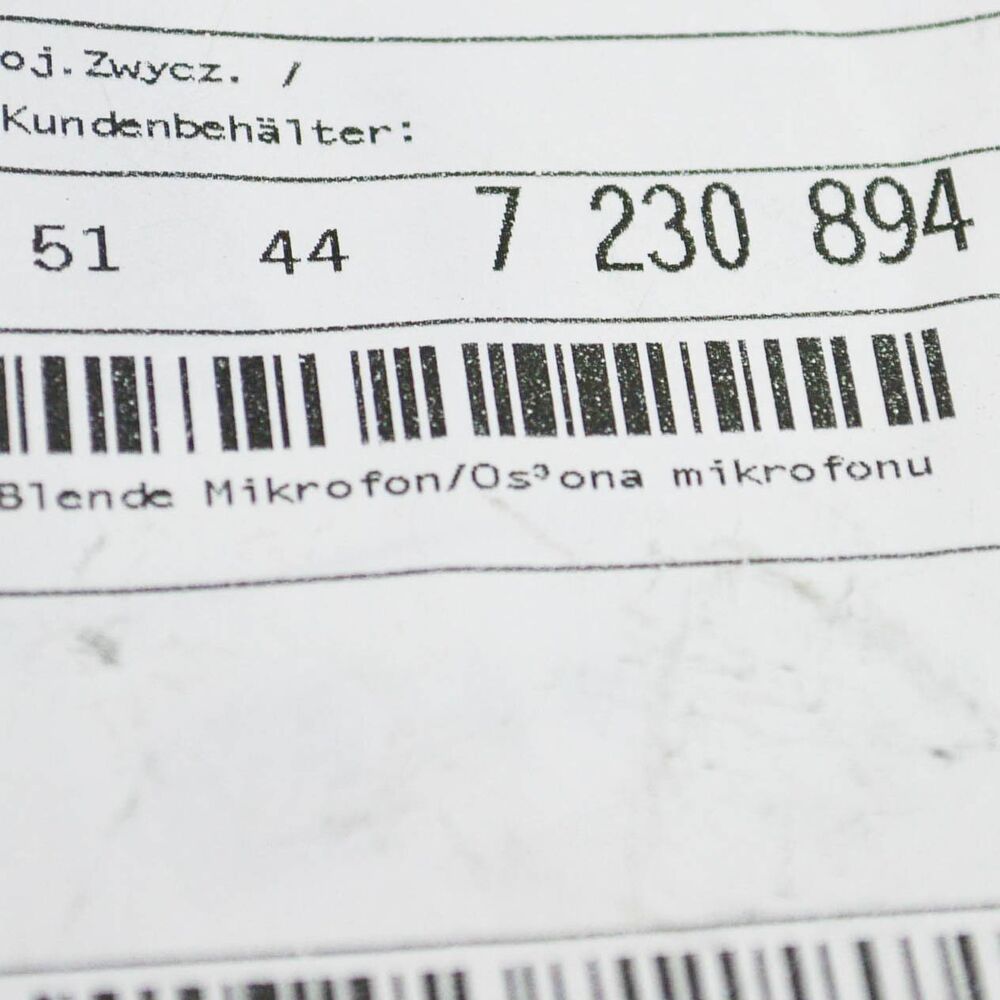 oj.Zwycz. /
Kundenbehälter:
51 44 7 230 894
Blende Mikrofon/Os³ona mikrofonu